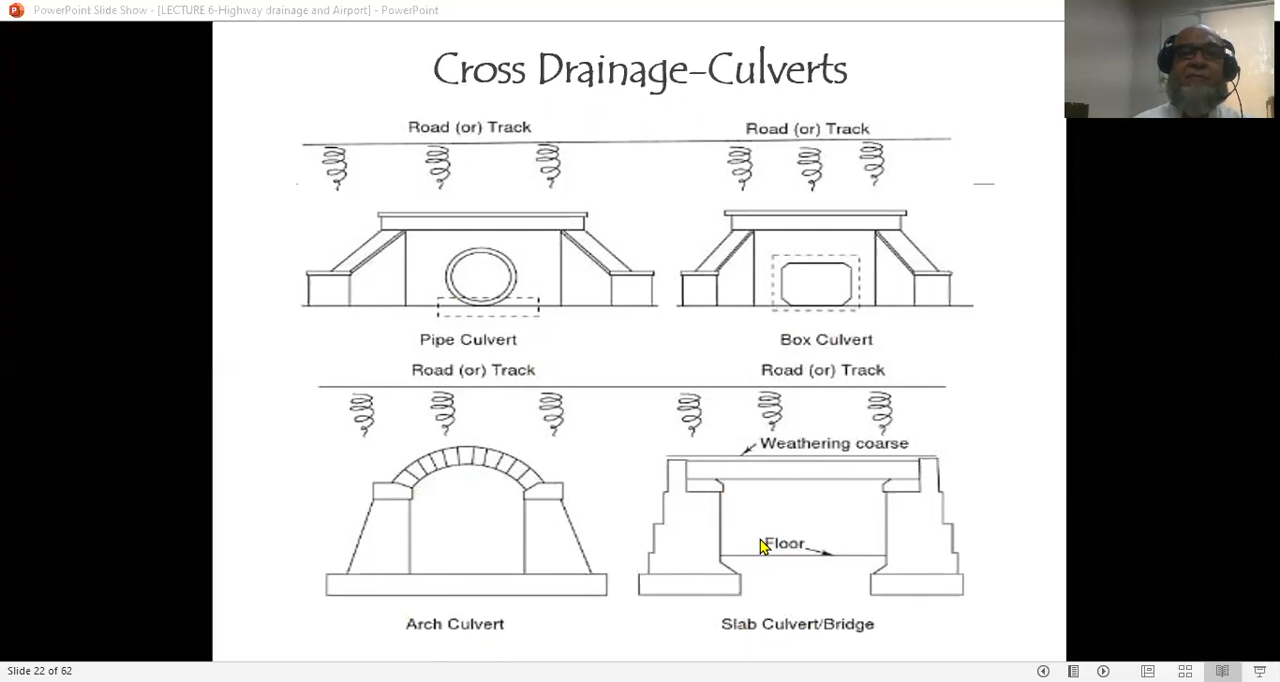 PowerPoint Slide Show - [LECTURE 6-Highway drainage and Airport] - PowerPoint
Cross Drainage-Culverts
Road (or) Track
Road (or) Track
Pipe Culvert
Box Culvert
Road (or) Track
Road (or) Track
Weathering coarse
Floor
Arch Culvert
Slab Culvert/Bridge
Slide 22 of 62